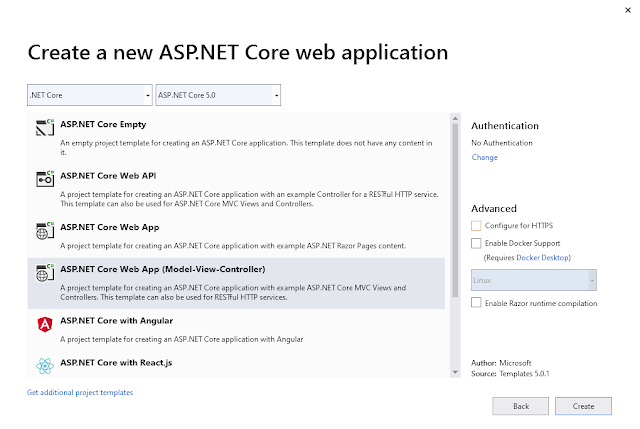 Create a new ASP.NET Core web application
.NET Core
ASP.NET Core 5.0
ASP.NET Core Empty
An empty project template for creating an ASP.NET Core application. This template does not have any content in
it.
ASP.NET Core Web API
A project template for creating an ASP.NET Core application with an example Controller for a RESTful HTTP service.
This template can also be used for ASP.NET Core MVC Views and Controllers.
ASP.NET Core Web App
A project template for creating an ASP.NET Core application with example ASP.NET Razor Pages content.
ASP.NET Core Web App (Model-View-Controller)
A project template for creating an ASP.NET Core application with example ASP.NET Core MVC Views and
Controllers. This template can also be used for RESTful HTTP services.
ASP.NET Core with Angular
A project template for creating an ASP.NET Core application with Angular
ASP.NET Core with React.js
Get additional project templates
Authentication
No Authentication
Change
Advanced
Configure for HTTPS
Enable Docker Support
(Requires Docker Desktop)
Linux
Enable Razor runtime compilation
Author: Microsoft
Source: Templates 5.0.1
Back
Create